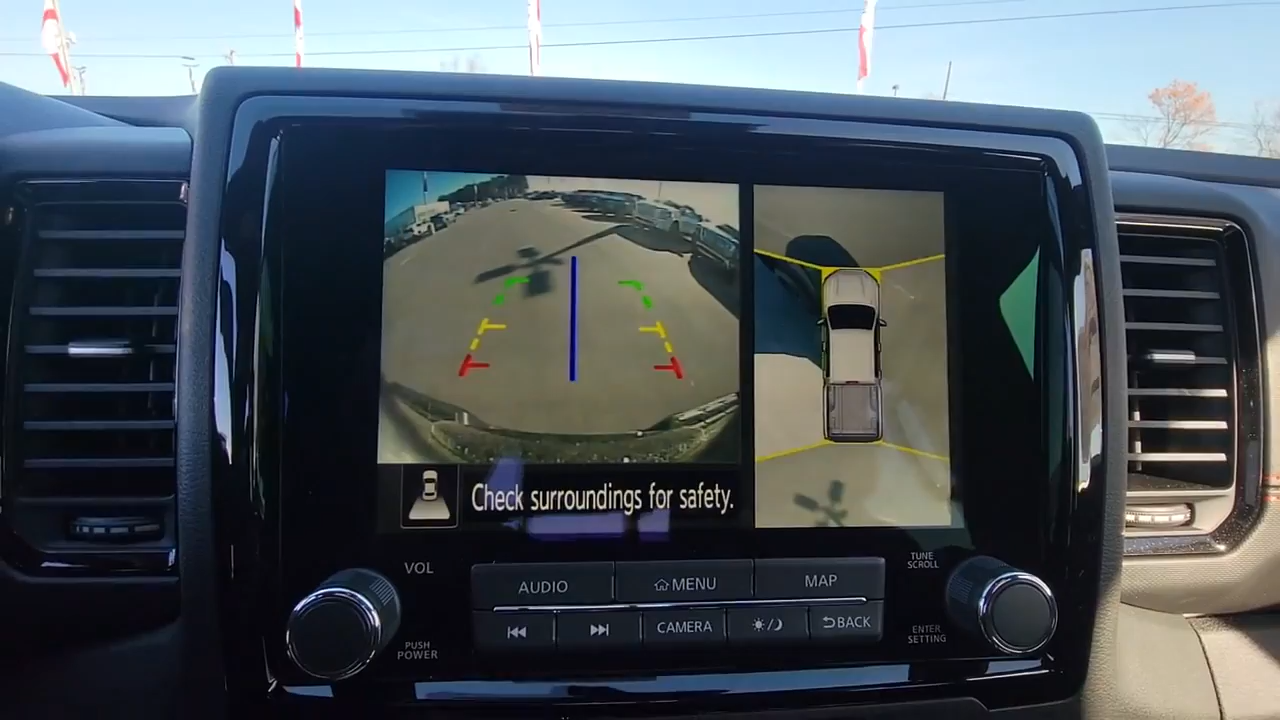 Check surroundings for safety.
VOL
PUSH
POWER
AUDIO
MENU
MAP
CAMERA
BACK
TUNE
SCROLL
ENTER
SETTING